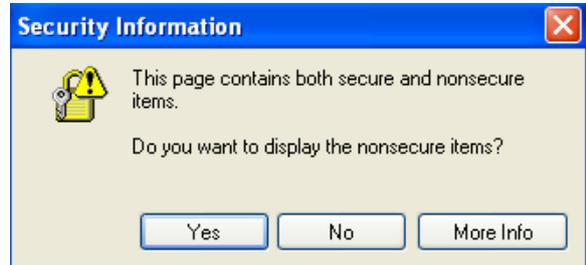 Security Information
This page contains both secure and nonsecure
items.
Do you want to display the nonsecure items?
Yes No More Info